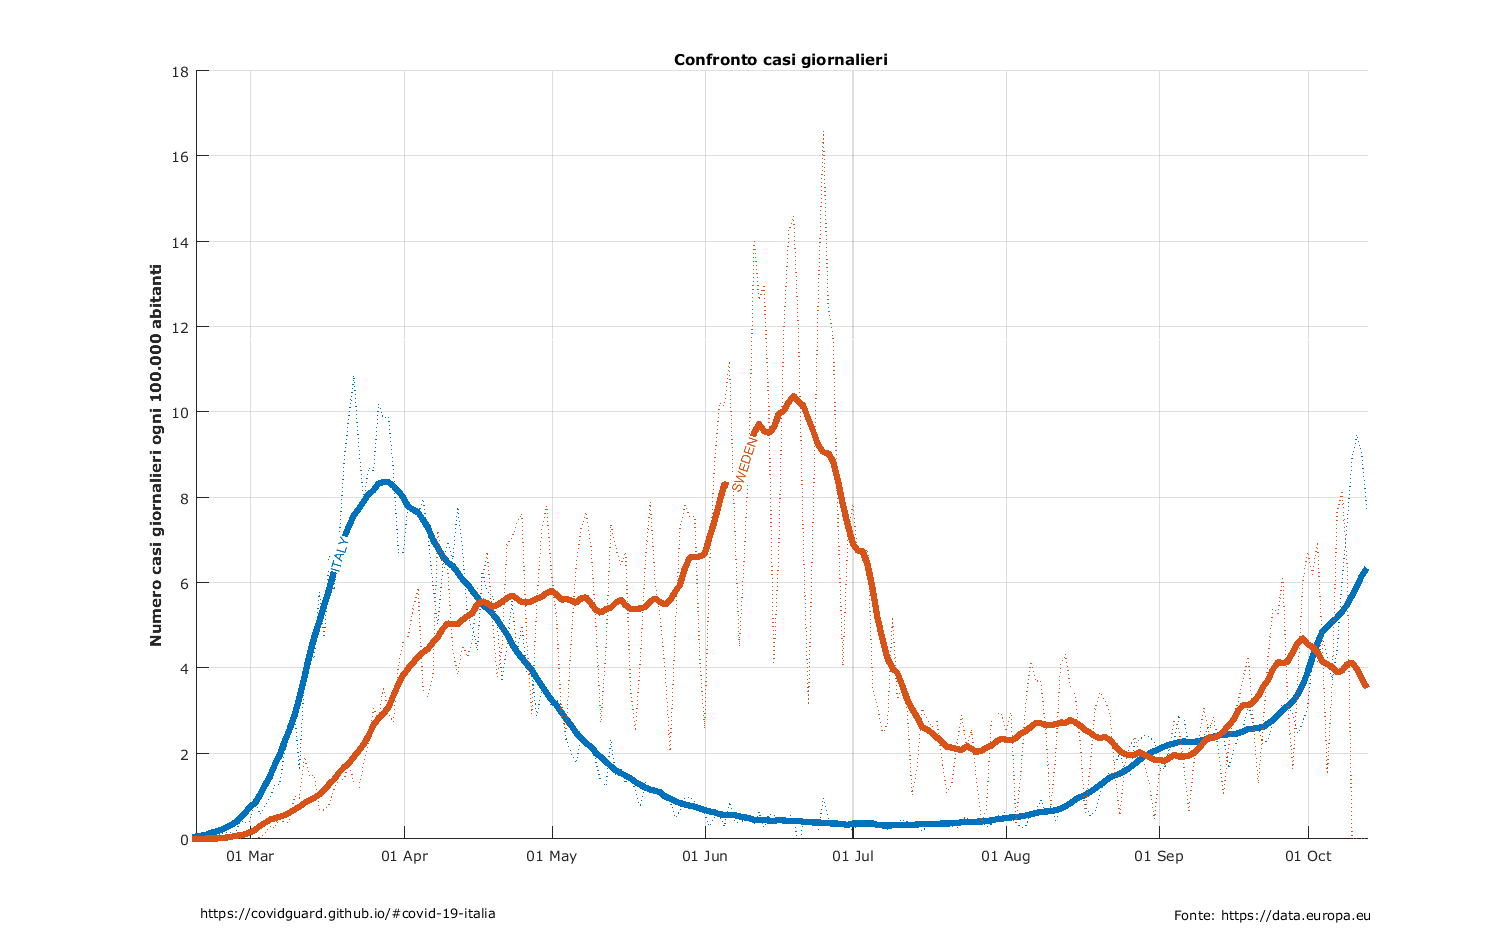 Confronto casi giornalieri
Numero casi giornalieri ogni 100.000 abitanti
18
16
14
12
10
8
6
4
2
0
ITALY
SWEDEN
01 Mar
01 Apr
01 May
01 Jun
01 Jul
01 Aug
01 Sep
01 Oct
https://covidguard.github.io/#covid-19-italia
Fonte: https://data.europa.eu